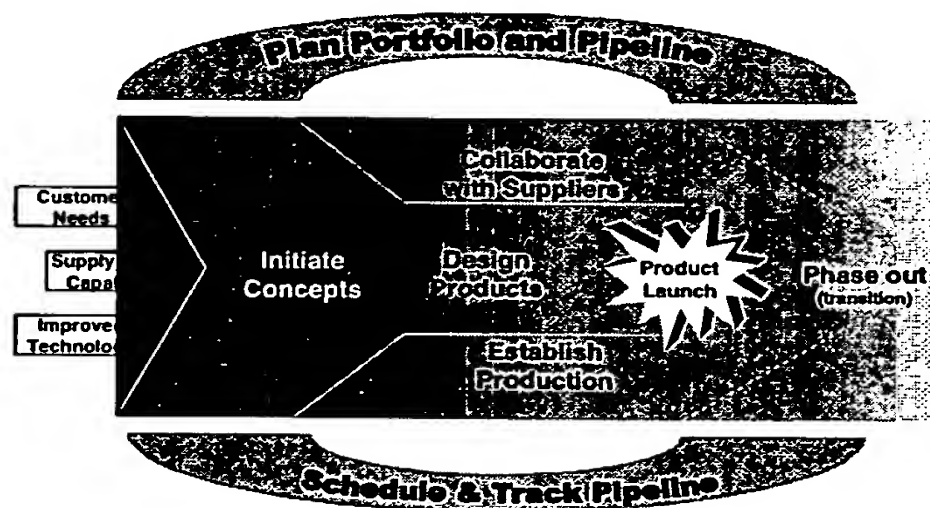 Plan Portfolio and Pipeline
Collaborate
with Suppliers
Custome
Needs
Supply
Capa
Improve
Technolo
Initiate
Concepts
Design
Products
Product
Launch
Phase out
(transition)
Establish
Production
Schedule & Track Pipeline